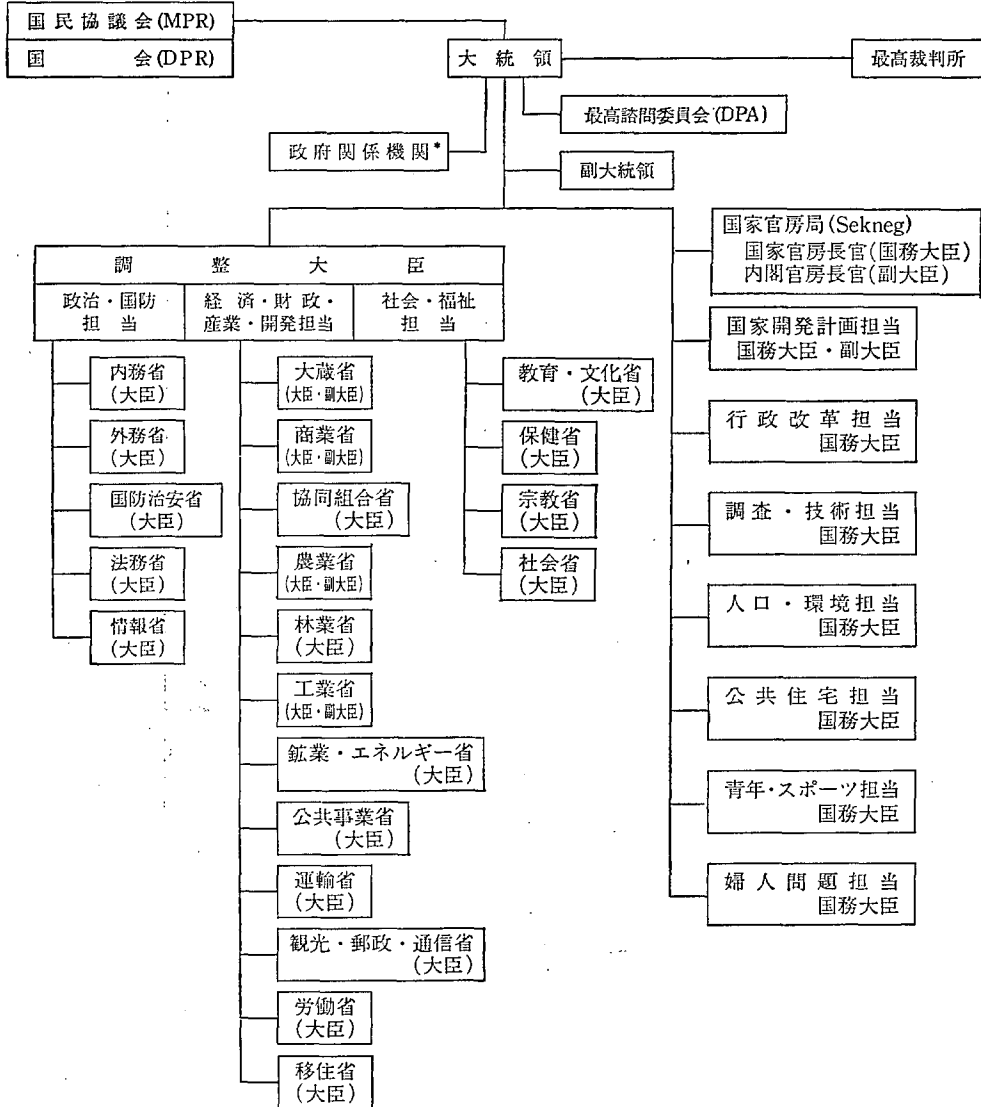 国民協議会(MPR)
国 会(DPR)
大統領
最高裁判所
最高諮問委員会(DPA)
政府関係機関*
副大統領
調整大臣
政治・国防
担当
経済・財政・
産業・開発担当
社会・福祉
担当
内務省
(大臣)
外務省
(大臣)
国防治安省
(大臣)
法務省
(大臣)
情報省
(大臣)
大蔵省
(大臣・副大臣)
商業省
(大臣・副大臣)
協同組合省
(大臣)
農業省
(大臣・副大臣)
林業省
(大臣)
工業省
(大臣・副大臣)
鉱業・エネルギー省
(大臣)
公共事業省
(大臣)
運輸省
(大臣)
観光・郵政・通信省
(大臣)
労働省
(大臣)
移住省
(大臣)
教育・文化省
(大臣)
保健省
(大臣)
宗教省
(大臣)
社会省
(大臣)
国家官房局(Sekneg)
国家官房長官(国務大臣)
内閣官房長官(副大臣)
国家開発計画担当
国務大臣・副大臣
行政改革担当
国務大臣
調査・技術担当
国務大臣
人口・環境担当
国務大臣
公共住宅担当
国務大臣
青年・スポーツ担当
国務大臣
婦人問題担当
国務大臣